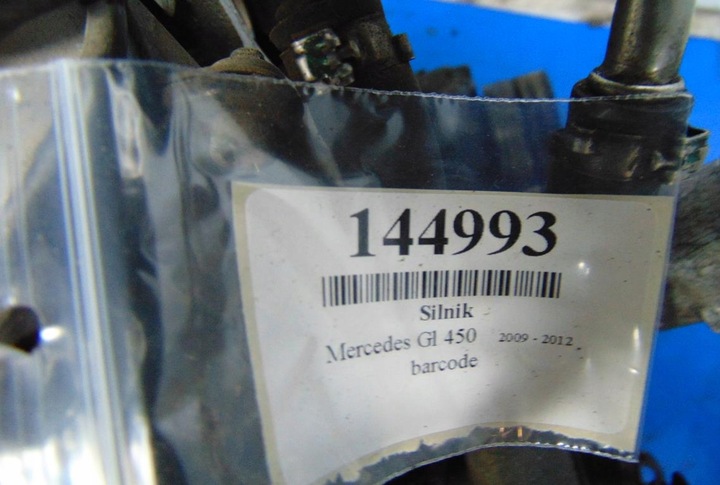 144993
Silnik
Mercedes Gl 450 2009 - 2012
barcode